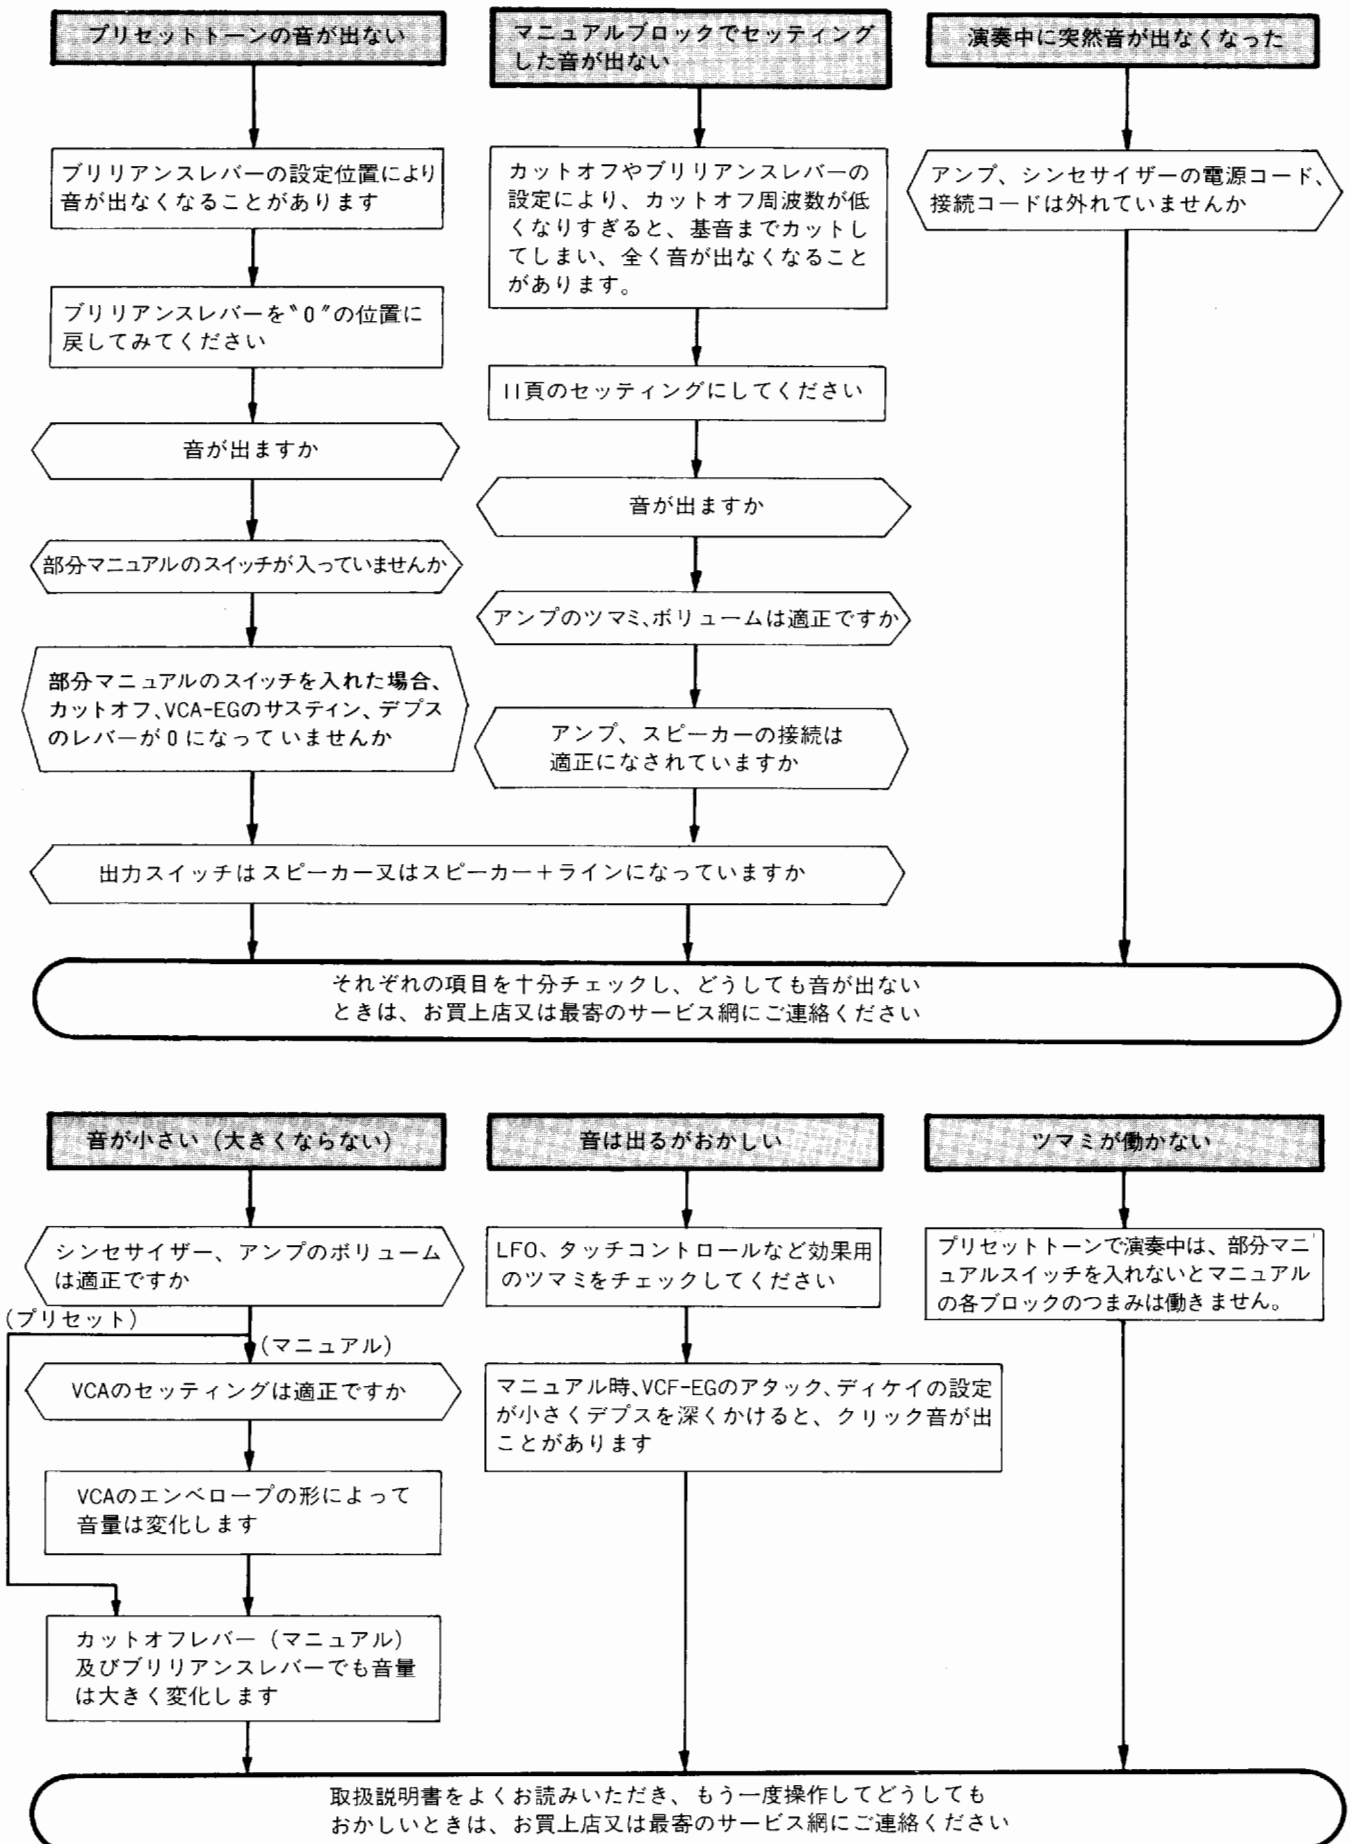 プリセットトーンの音が出ない
ブリリアンスレバーの設定位置により
音が出なくなることがあります
ブリリアンスレバーを〝0〞の位置に
戻してみてください
音が出ますか
部分マニュアルのスイッチが入っていませんか
部分マニュアルのスイッチを入れた場合、
カットオフ、VCA-EGのサスティン、デプス
のレバーが0になっていませんか
マニュアルブロックでセッティング
した音が出ない
カットオフやブリリアンスレバーの
設定により、カットオフ周波数が低
くなりすぎると、基音までカットし
てしまい、全く音が出なくなること
があります。
11頁のセッティングにしてください
音が出ますか
アンプのツマミ、ボリュームは適正ですか
アンプ、スピーカーの接続は
適正になされていますか
出力スイッチはスピーカー又はスピーカー+ラインになっていますか
演奏中に突然音が出なくなった
アンプ、シンセサイザーの電源コード、
接続コードは外れていませんか
それぞれの項目を十分チェックし、どうしても音が出ない
ときは、お買上店又は最寄のサービス網にご連絡ください
音が小さい(大きくならない)
シンセサイザー、アンプのボリューム
は適正ですか
(プリセット)
(マニュアル)
VCAのセッティングは適正ですか
VCAのエンベロープの形によって
音量は変化します
カットオフレバー(マニュアル)
及びブリリアンスレバーでも音量
は大きく変化します
音は出るがおかしい
LFO、タッチコントロールなど効果用
のツマミをチェックしてください
マニュアル時、VCF-EGのアタック、ディケイの設定
が小さくデプスを深くかけると、クリック音が出
ことがあります
ツマミが働かない
プリセットトーンで演奏中は、部分マニ
ュアルスイッチを入れないとマニュアル
の各ブロックのつまみは働きません。
取扱説明書をよくお読みいただき、もう一度操作してどうしても
おかしいときは、お買上店又は最寄のサービス網にご連絡ください